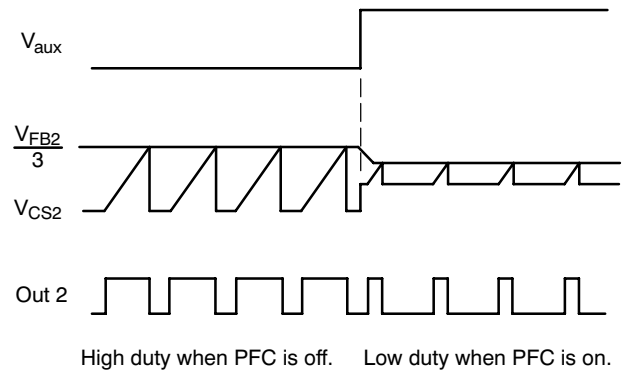 Vaux
VFB2
3
VCS2
Out 2
High duty when PFC is off. Low duty when PFC is on.